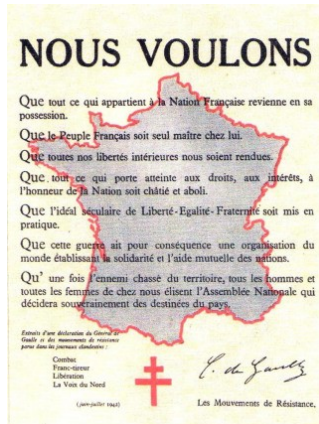 NOUS VOULONS
Que tout ce qui appartient à la Nation Française revienne en sa
possession.
Que le Peuple Français soit seul maître chez lui.
Que toutes nos libertés intérieures nous soient rendues.
Que tout ce qui porte atteinte aux droits, aux intérêts, à
l'honneur de la Nation soit châtié et aboli.
Que l'idéal séculaire de Liberté-Egalité-Fraternité soit mis en
pratique.
Que cette guerre ait pour conséquence une organisation du
monde établissant la solidarité et l'aide mutuelle des nations.
Qu' une fois l'ennemi chassé du territoire, tous les hommes et
toutes les femmes de chez nous élisent l'Assemblée Nationale qui
décidera souverainement des destinées du pays.
Extraits d'une déclaration du Général de
Gaulle et des mouvements de résistance
parue dans les journaux clandestins :
Combat
Franc-tireur
Libération
La Voix du Nord
(juin-juillet 1942)
C. de Gaulle
Les Mouvements de Résistance.